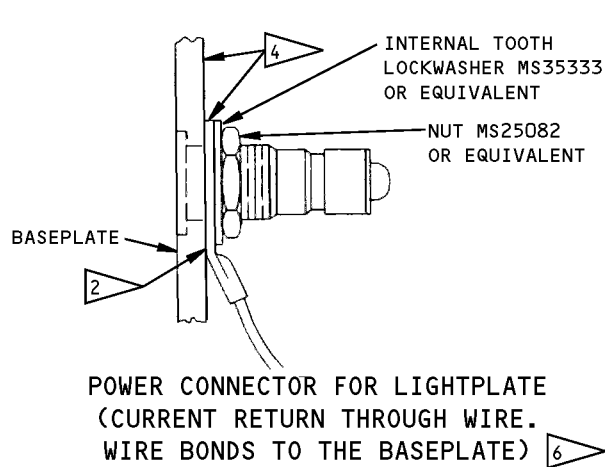 4
INTERNAL TOOTH
LOCKWASHER MS35333
OR EQUIVALENT
NUT MS25082
OR EQUIVALENT
BASEPLATE
2
POWER CONNECTOR FOR LIGHTPLATE
(CURRENT RETURN THROUGH WIRE.
WIRE BONDS TO THE BASEPLATE) 6